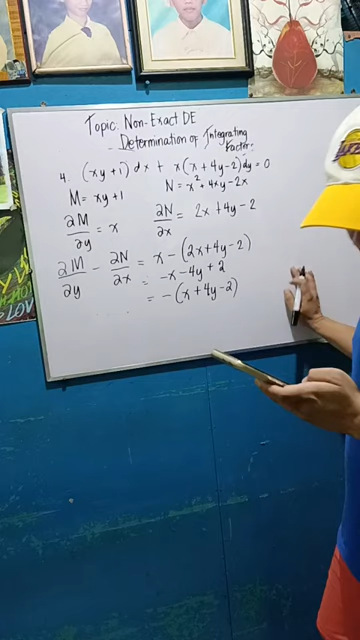 Topic: Non-Exact DE
- Determination of Integrating Factor.
4. (xy+1) dx + x(x+4y-2)dy = 0
M = xy+1 N = x² + 4xy - 2x
∂M/∂y = x ∂N/∂x = 2x + 4y - 2
∂M/∂y - ∂N/∂x = x - (2x+4y-2)
= -x - 4y + 2
= -(x+4y-2)